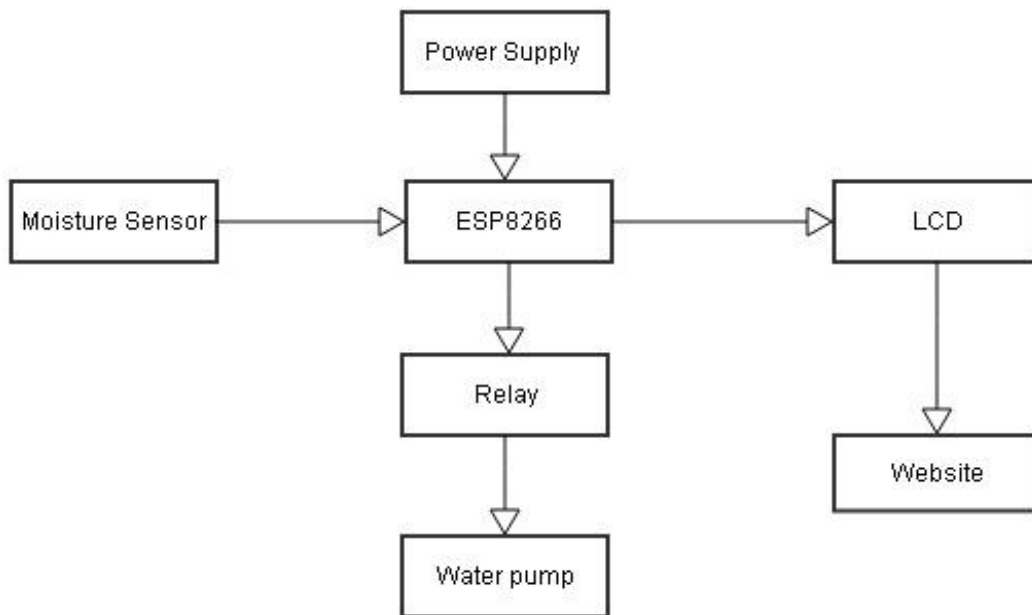 Power Supply
Moisture Sensor
ESP8266
LCD
Relay
Website
Water pump